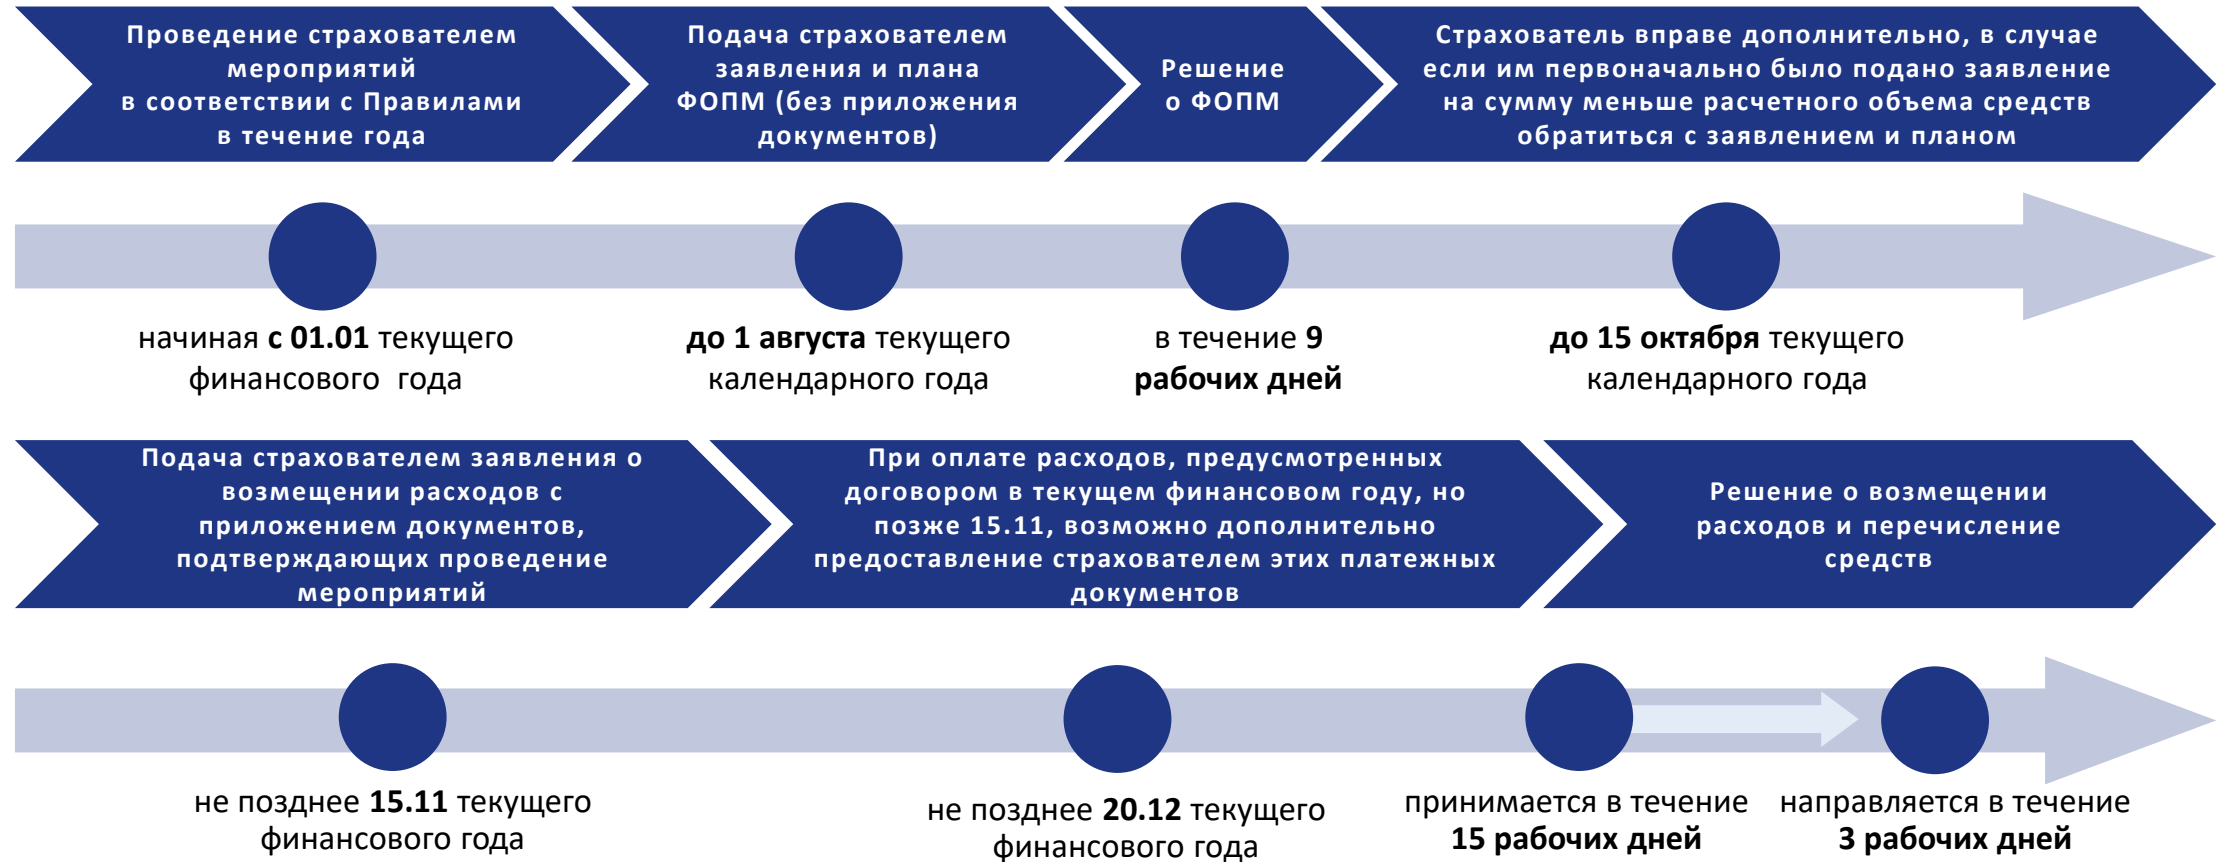 Проведение страхователем
мероприятий
в соответствии с Правилами
в течение года
Подача страхователем
заявления и плана
ФОПМ (без приложения
документов)
Решение
о ФОПМ
Страхователь вправе дополнительно, в случае
если им первоначально было подано заявление
на сумму меньше расчетного объема средств
обратиться с заявлением и планом
начиная с 01.01 текущего
финансового года
до 1 августа текущего
календарного года
в течение 9
рабочих дней
до 15 октября текущего
календарного года
Подача страхователем заявления о
возмещении расходов с
приложением документов,
подтверждающих проведение
мероприятий
При оплате расходов, предусмотренных
договором в текущем финансовом году, но
позже 15.11, возможно дополнительно
предоставление страхователем этих платежных
документов
Решение о возмещении
расходов и перечисление
средств
не позднее 15.11 текущего
финансового года
не позднее 20.12 текущего
финансового года
принимается в течение
15 рабочих дней
направляется в течение
3 рабочих дней